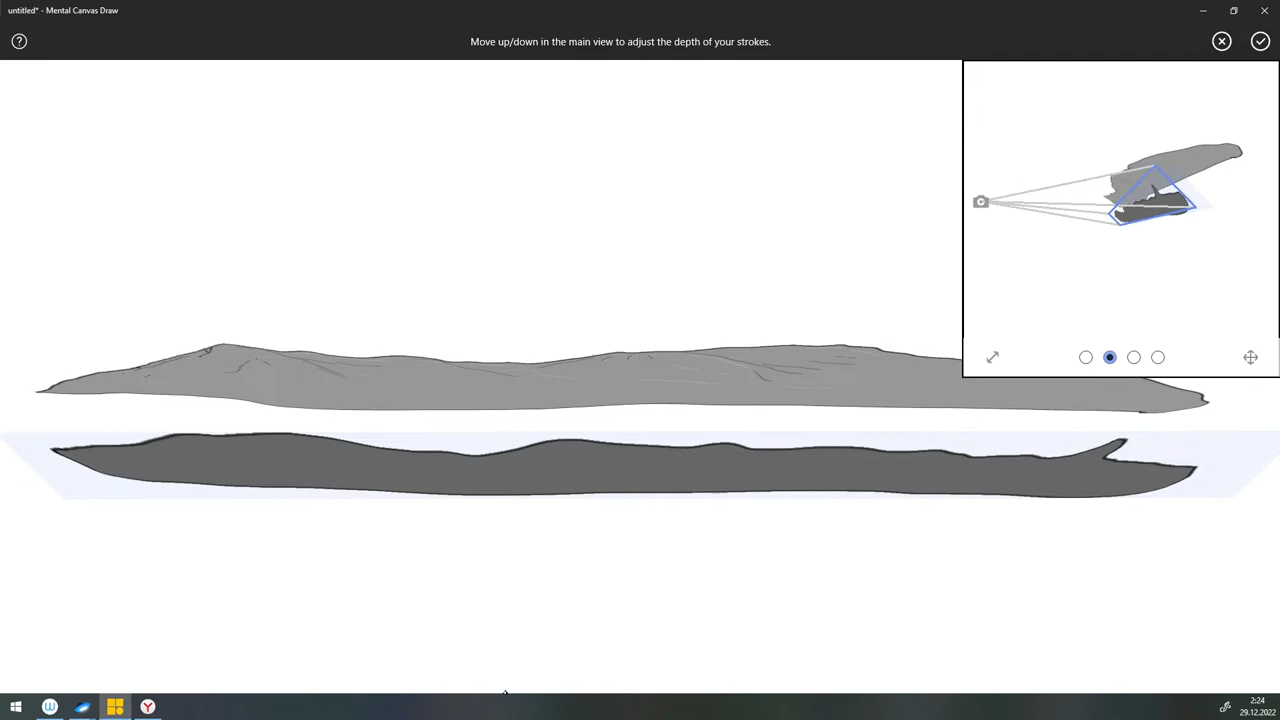 untitled* - Mental Canvas Draw
Move up/down in the main view to adjust the depth of your strokes.
2:24
29.12.2022